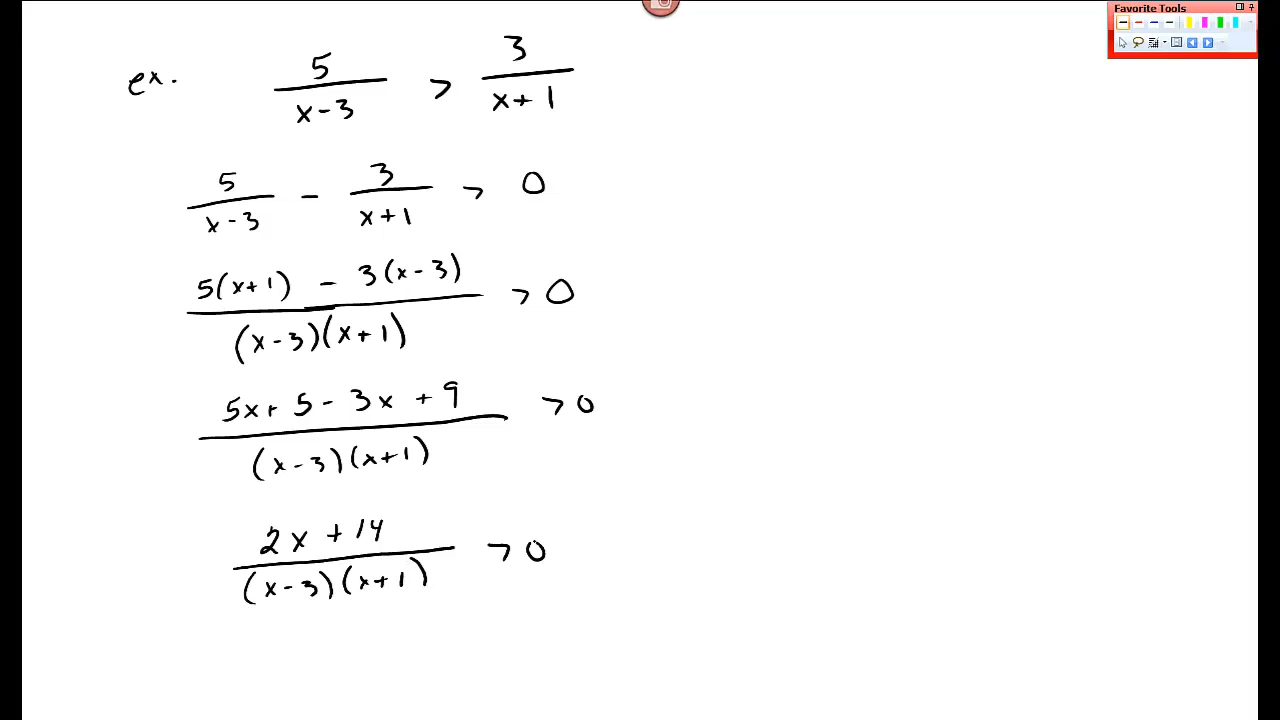 Favorite Tools
ex. 5/(x-3) > 3/(x+1)
5/(x-3) - 3/(x+1) > 0
(5(x+1) - 3(x-3))/((x-3)(x+1)) > 0
(5x+5-3x+9)/((x-3)(x+1)) > 0
(2x+14)/((x-3)(x+1)) > 0